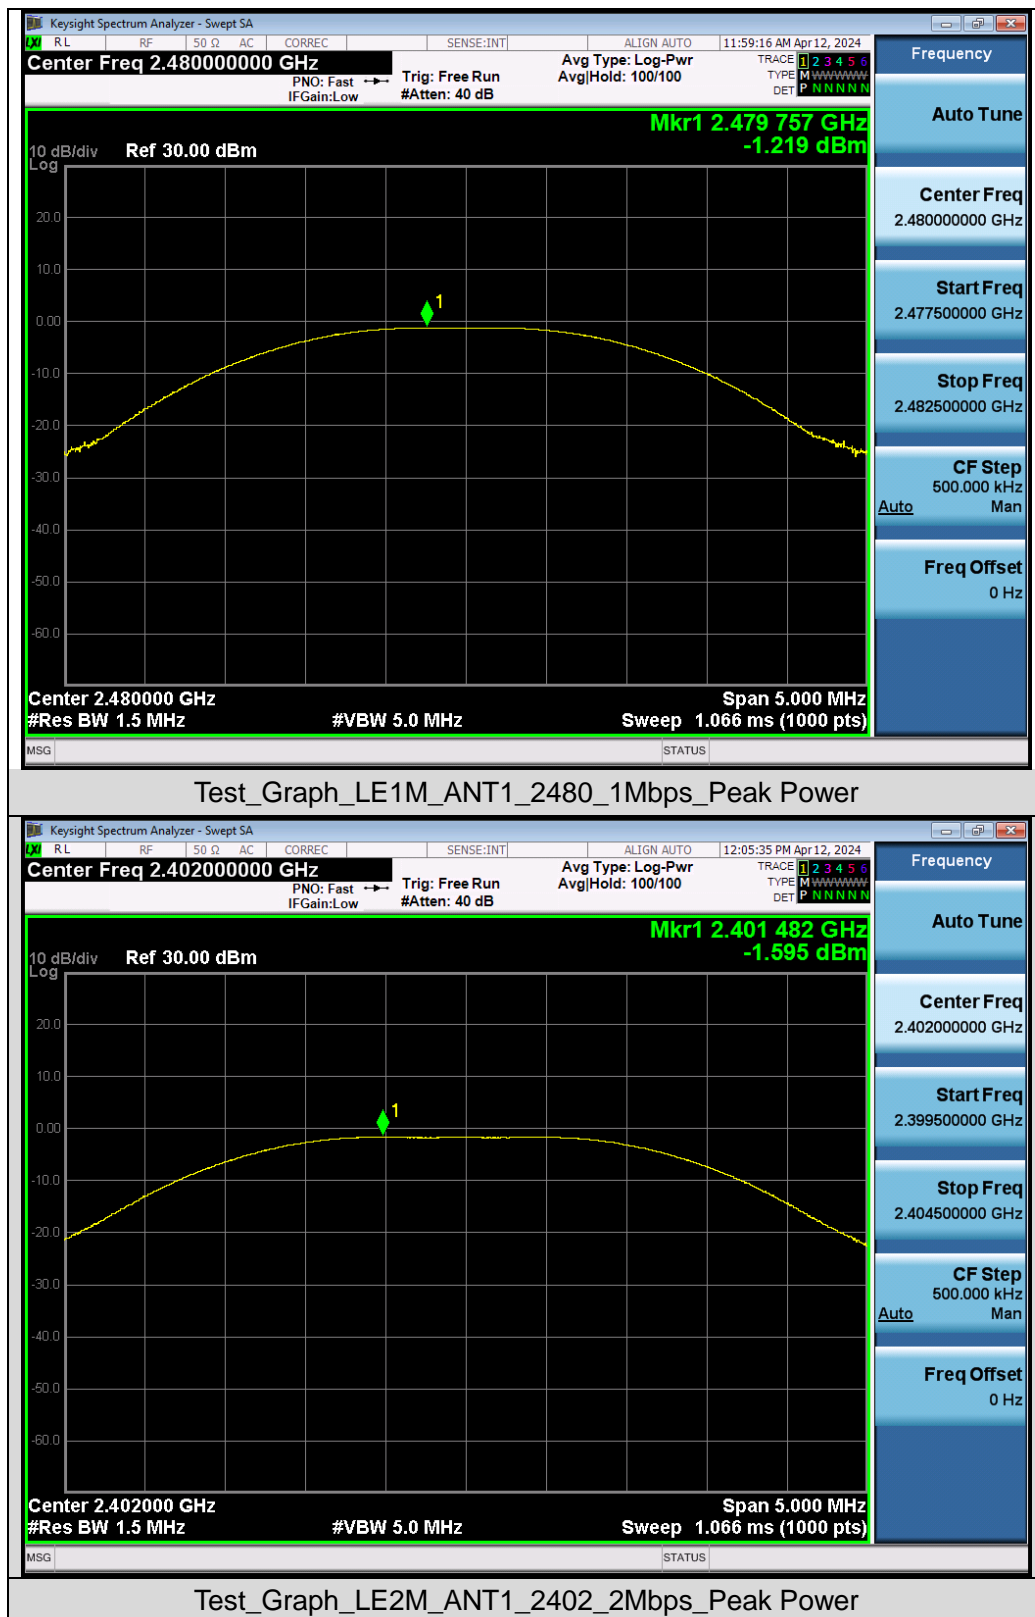 Keysight Spectrum Analyzer - Swept SA
LXI RL RF 50 Ω AC CORREC SENSE:INT ALIGN AUTO 11:59:16 AM Apr 12, 2024
Center Freq 2.480000000 GHz
PNO: Fast
IFGain:Low
Trig: Free Run
#Atten: 40 dB
Avg Type: Log-Pwr
Avg|Hold: 100/100
TRACE 1 2 3 4 5 6
TYPE M W W W W W
DET P N N N N N
Mkr1 2.479 757 GHz
-1.219 dBm
10 dB/div Ref 30.00 dBm
Log
20.0
10.0
1
0.00
-10.0
-20.0
-30.0
-40.0
-50.0
-60.0
Center 2.480000 GHz Span 5.000 MHz
#Res BW 1.5 MHz #VBW 5.0 MHz Sweep 1.066 ms (1000 pts)
MSG STATUS
Frequency
Auto Tune
Center Freq
2.480000000 GHz
Start Freq
2.477500000 GHz
Stop Freq
2.482500000 GHz
CF Step
500.000 kHz
Auto Man
Freq Offset
0 Hz
Test_Graph_LE1M_ANT1_2480_1Mbps_Peak Power
Keysight Spectrum Analyzer - Swept SA
LXI RL RF 50 Ω AC CORREC SENSE:INT ALIGN AUTO 12:05:35 PM Apr 12, 2024
Center Freq 2.402000000 GHz
PNO: Fast
IFGain:Low
Trig: Free Run
#Atten: 40 dB
Avg Type: Log-Pwr
Avg|Hold: 100/100
TRACE 1 2 3 4 5 6
TYPE M W W W W W
DET P N N N N N
Mkr1 2.401 482 GHz
-1.595 dBm
10 dB/div Ref 30.00 dBm
Log
20.0
10.0
1
0.00
-10.0
-20.0
-30.0
-40.0
-50.0
-60.0
Center 2.402000 GHz Span 5.000 MHz
#Res BW 1.5 MHz #VBW 5.0 MHz Sweep 1.066 ms (1000 pts)
MSG STATUS
Frequency
Auto Tune
Center Freq
2.402000000 GHz
Start Freq
2.399500000 GHz
Stop Freq
2.404500000 GHz
CF Step
500.000 kHz
Auto Man
Freq Offset
0 Hz
Test_Graph_LE2M_ANT1_2402_2Mbps_Peak Power